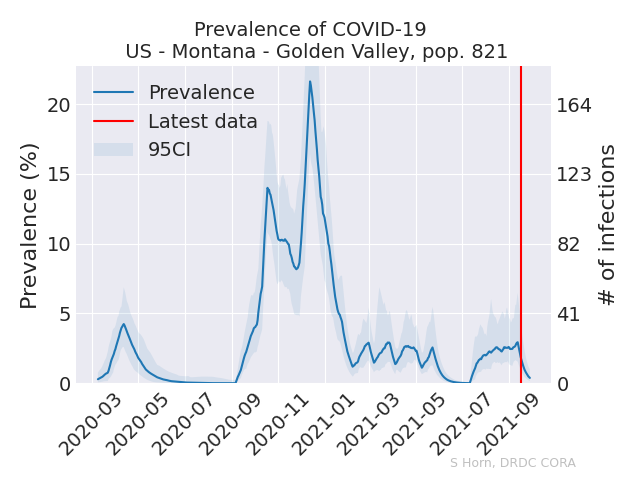 Prevalence of COVID-19
US - Montana - Golden Valley, pop. 821
Prevalence
Latest data
95CI
Prevalence (%)
20
15
10
5
0
164
123
82
41
0
# of infections
2020-03
2020-05
2020-07
2020-09
2020-11
2021-01
2021-03
2021-05
2021-07
2021-09
S Horn, DRDC CORA